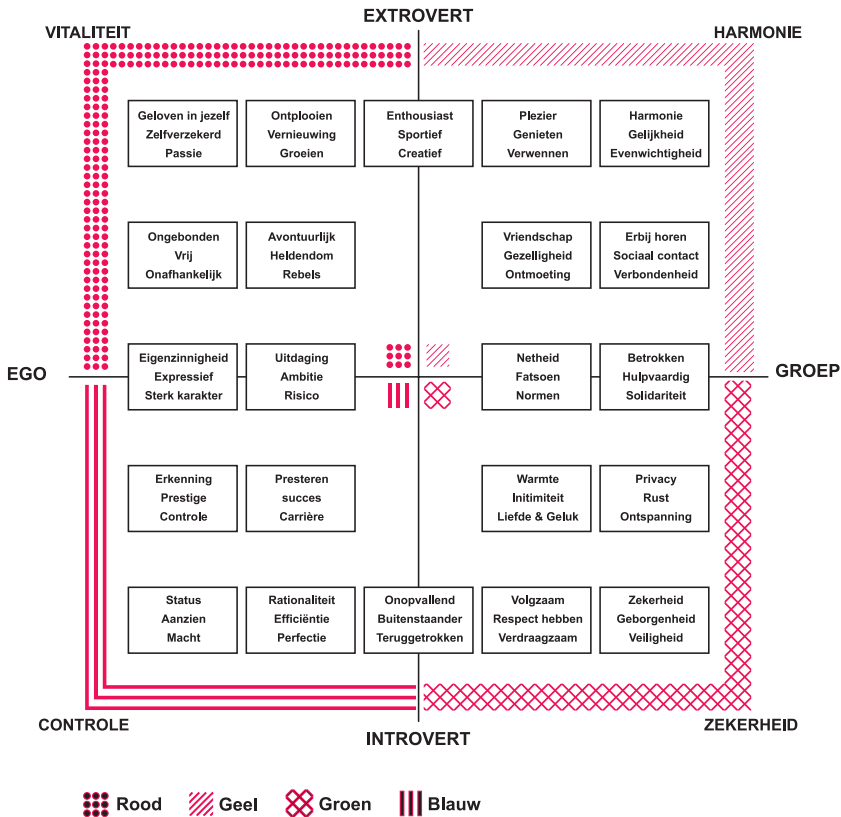 EXTROVERT
VITALITEIT
HARMONIE
Geloven in jezelf
Zelfverzekerd
Passie
Ontplooien
Vernieuwing
Groeien
Enthousiast
Sportief
Creatief
Plezier
Genieten
Verwennen
Harmonie
Gelijkheid
Evenwichtigheid
Ongebonden
Vrij
Onafhankelijk
Avontuurlijk
Heldendom
Rebels
Vriendschap
Gezelligheid
Ontmoeting
Erbij horen
Sociaal contact
Verbondenheid
EGO
Eigenzinnigheid
Expressief
Sterk karakter
Uitdaging
Ambitie
Risico
Netheid
Fatsoen
Normen
Betrokken
Hulpvaardig
Solidariteit
GROEP
Erkenning
Prestige
Controle
Presteren
succes
Carrière
Warmte
Initimiteit
Liefde & Geluk
Privacy
Rust
Ontspanning
Status
Aanzien
Macht
Rationaliteit
Efficiëntie
Perfectie
Onopvallend
Buitenstaander
Teruggetrokken
Volgzaam
Respect hebben
Verdraagzaam
Zekerheid
Geborgenheid
Veiligheid
CONTROLE
INTROVERT
ZEKERHEID
Rood
Geel
Groen
Blauw